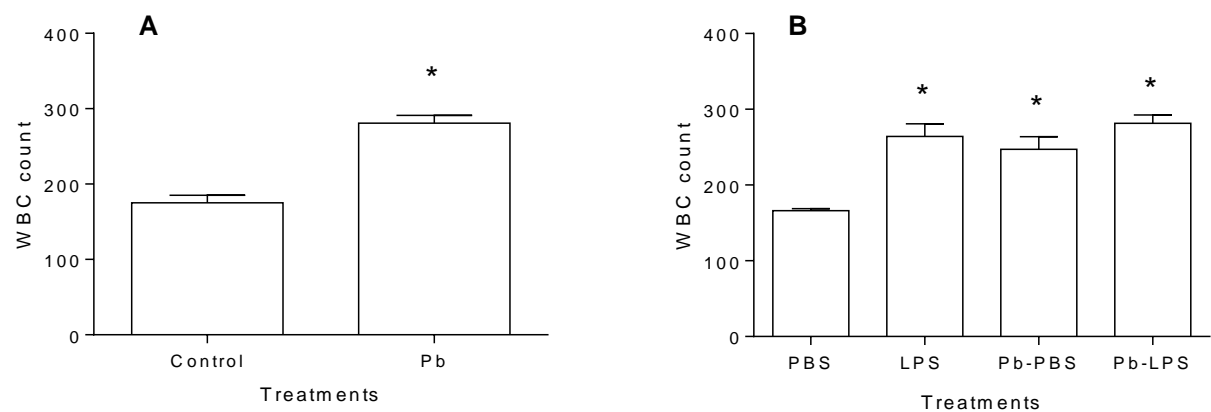 A
WBC count
400
300
200
100
0
*
Control Pb
Treatments
B
WBC count
400
300
200
100
0
* * *
PBS LPS Pb-PBS Pb-LPS
Treatments